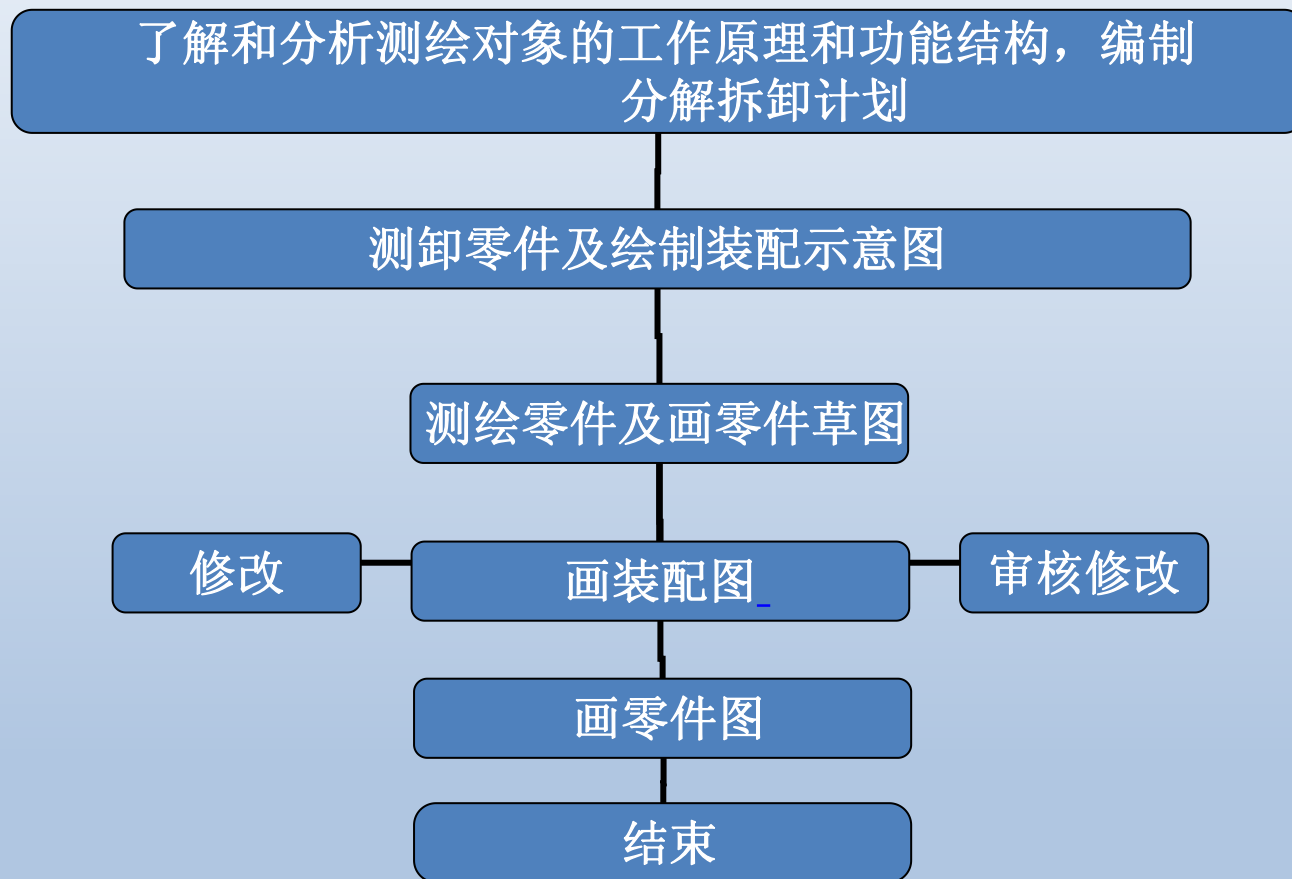 了解和分析测绘对象的工作原理和功能结构，编制
分解拆卸计划
测卸零件及绘制装配示意图
测绘零件及画零件草图
修改
画装配图
审核修改
画零件图
结束